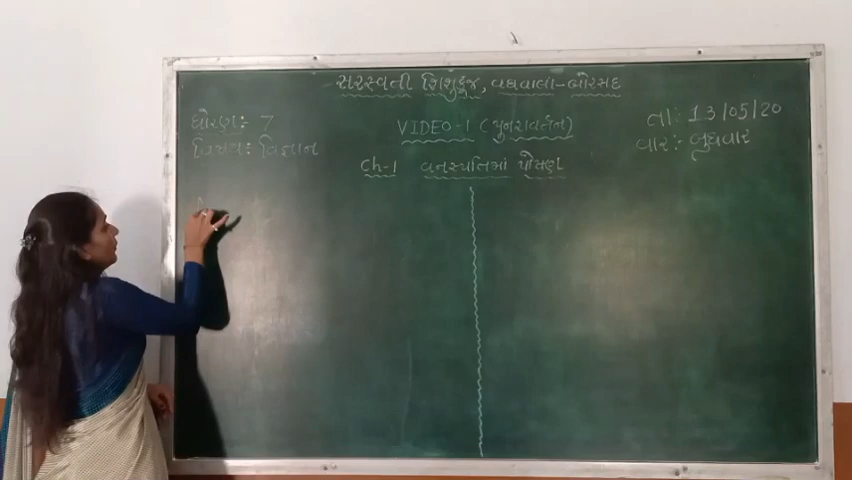 સરસ્વતી શિશુકુંજ, વઘવાલા-બોરસદ
ધોરણ: 7
VIDEO-1 (પુનરાવર્તન)
તા: 13/05/20
વિષય: વિજ્ઞાન
વાર:- બુધવાર
Ch-1 વનસ્પતિમાં પોષણ